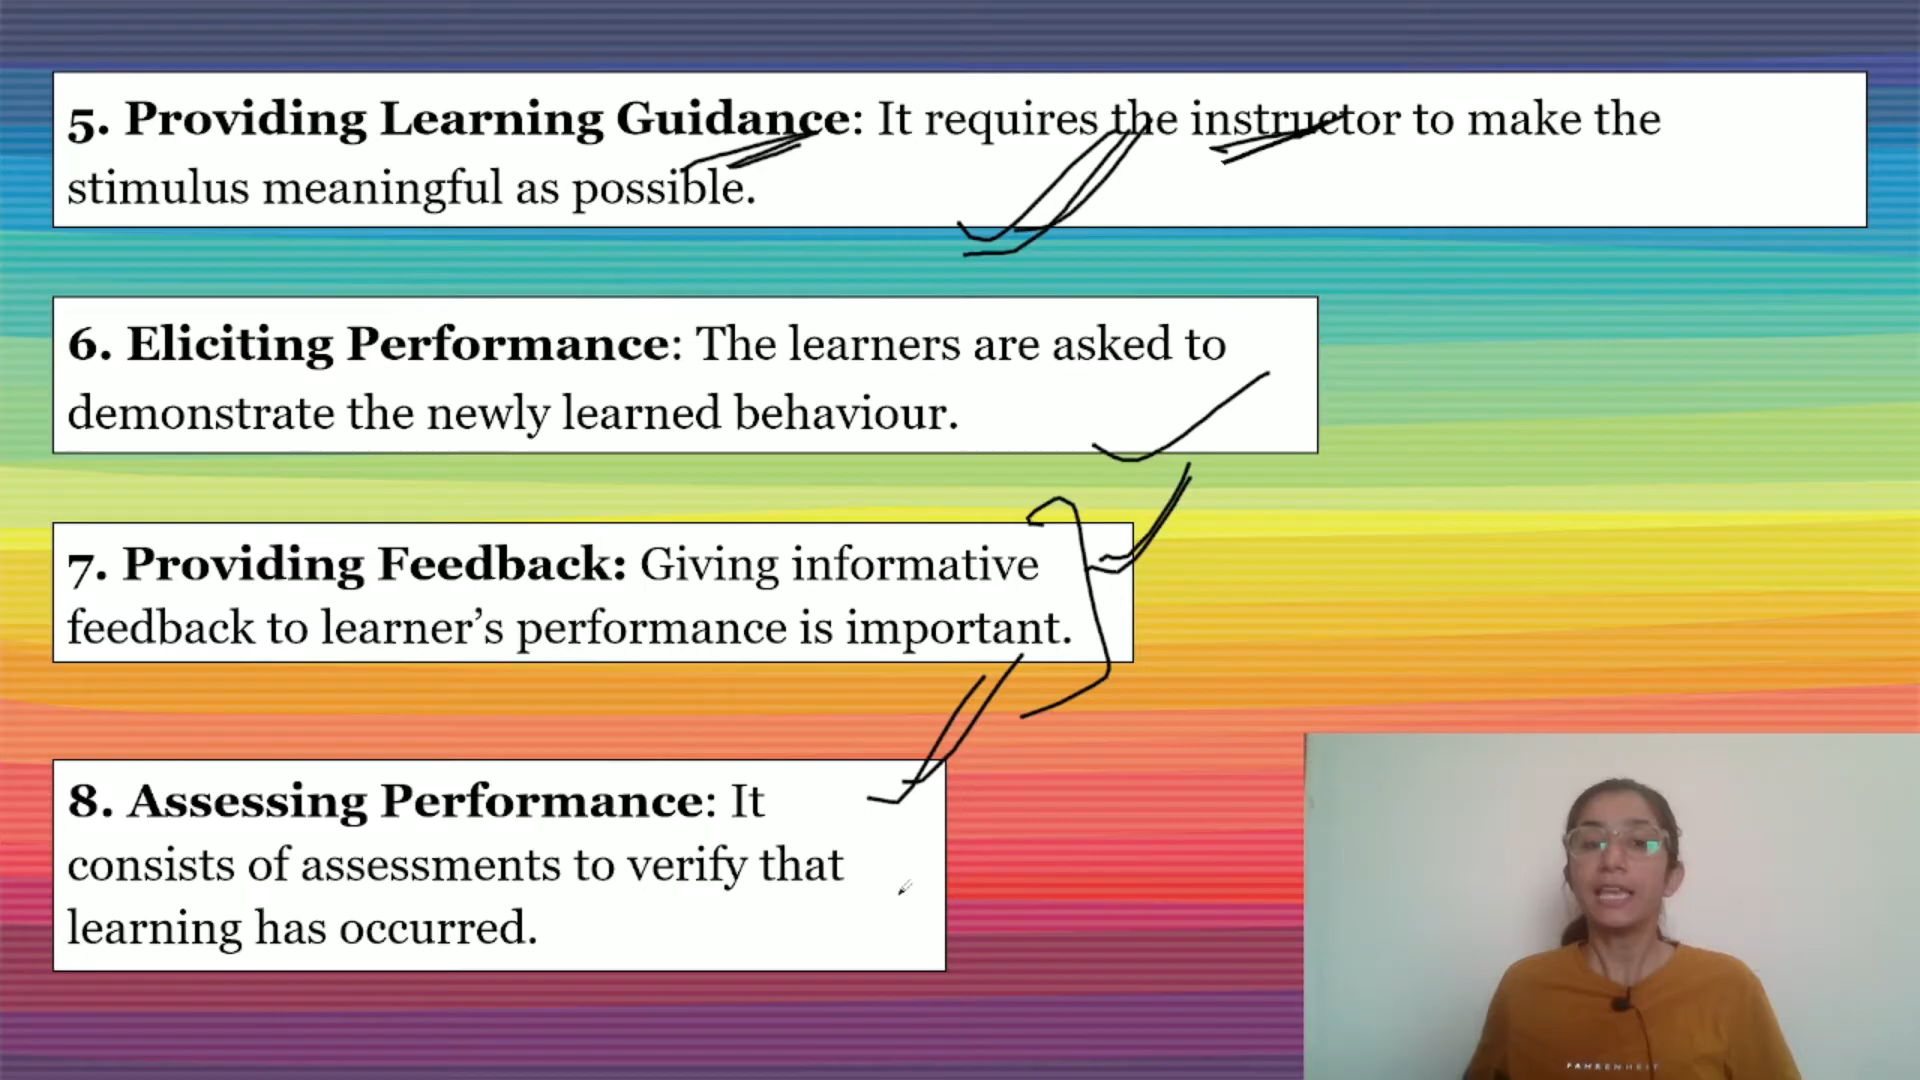 5. Providing Learning Guidance: It requires the instructor to make the
stimulus meaningful as possible.
6. Eliciting Performance: The learners are asked to
demonstrate the newly learned behaviour.
7. Providing Feedback: Giving informative
feedback to learner’s performance is important.
8. Assessing Performance: It
consists of assessments to verify that
learning has occurred.
FAHRENHEIT